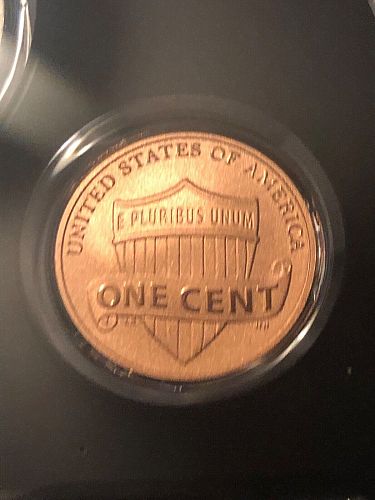 UNITED STATES OF AMERICA
E PLURIBUS UNUM
ONE CENT